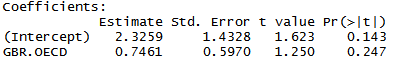 Coefficients:
Estimate Std. Error t value Pr(>|t|)
(Intercept) 2.3259 1.4328 1.623 0.143
GBR.OECD 0.7461 0.5970 1.250 0.247